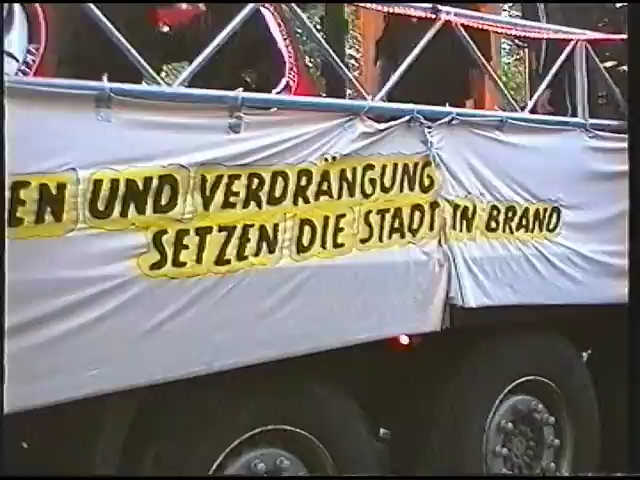 EN UND VERDRÄNGUNG
SETZEN DIE STADT IN BRAND